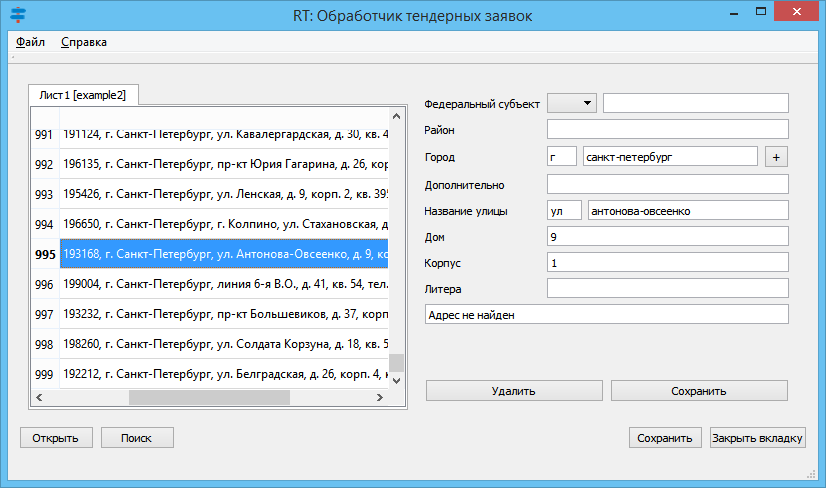 RT: Обработчик тендерных заявок
Файл Справка
Лист1 [example2]
991 191124, г. Санкт-Петербург, ул. Кавалергардская, д. 30, кв. 4
992 196135, г. Санкт-Петербург, пр-кт Юрия Гагарина, д. 26, кор
993 195426, г. Санкт-Петербург, ул. Ленская, д. 9, корп. 2, кв. 395
994 196650, г. Санкт-Петербург, г. Колпино, ул. Стахановская, д
995 193168, г. Санкт-Петербург, ул. Антонова-Овсеенко, д. 9, ко
996 199004, г. Санкт-Петербург, линия 6-я В.О., д. 41, кв. 54, тел.
997 193232, г. Санкт-Петербург, пр-кт Большевиков, д. 37, корп
998 198260, г. Санкт-Петербург, ул. Солдата Корзуна, д. 18, кв. 5
999 192212, г. Санкт-Петербург, ул. Белградская, д. 26, корп. 4, к
Федеральный субъект
Район
Город г санкт-петербург +
Дополнительно
Название улицы ул антонова-овсеенко
Дом 9
Корпус 1
Литера
Адрес не найден
Удалить Сохранить
Открыть Поиск Сохранить Закрыть вкладку